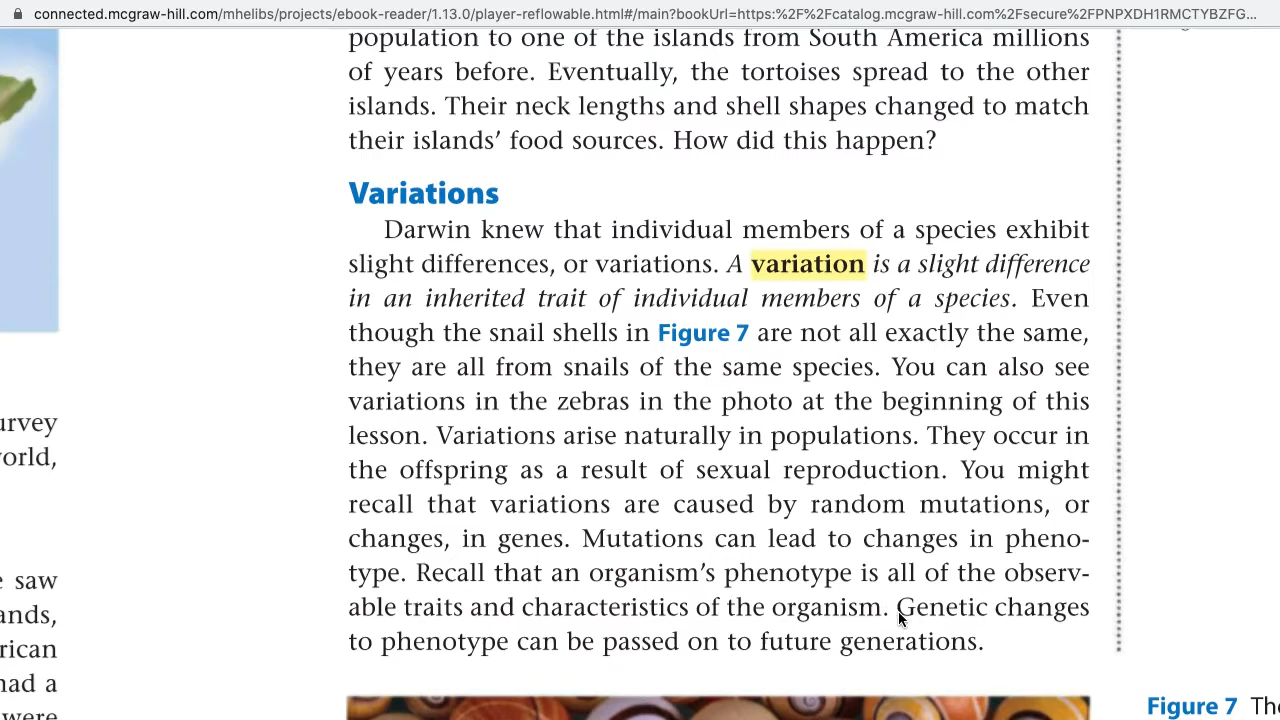 connected.mcgraw-hill.com/mhelibs/projects/ebook-reader/1.13.0/player-reflowable.html#/main?bookUrl=https:%2F%2Fcatalog.mcgraw-hill.com%2Fsecure%2FPNPXDH1RMCTYBZFG...
population to one of the islands from South America millions
of years before. Eventually, the tortoises spread to the other
islands. Their neck lengths and shell shapes changed to match
their islands' food sources. How did this happen?
Variations
Darwin knew that individual members of a species exhibit
slight differences, or variations. A variation is a slight difference
in an inherited trait of individual members of a species. Even
though the snail shells in Figure 7 are not all exactly the same,
they are all from snails of the same species. You can also see
variations in the zebras in the photo at the beginning of this
lesson. Variations arise naturally in populations. They occur in
the offspring as a result of sexual reproduction. You might
recall that variations are caused by random mutations, or
changes, in genes. Mutations can lead to changes in pheno-
type. Recall that an organism's phenotype is all of the observ-
able traits and characteristics of the organism. Genetic changes
to phenotype can be passed on to future generations.
urvey
vorld,
e saw
ands,
rican
had a
were
Figure 7 The